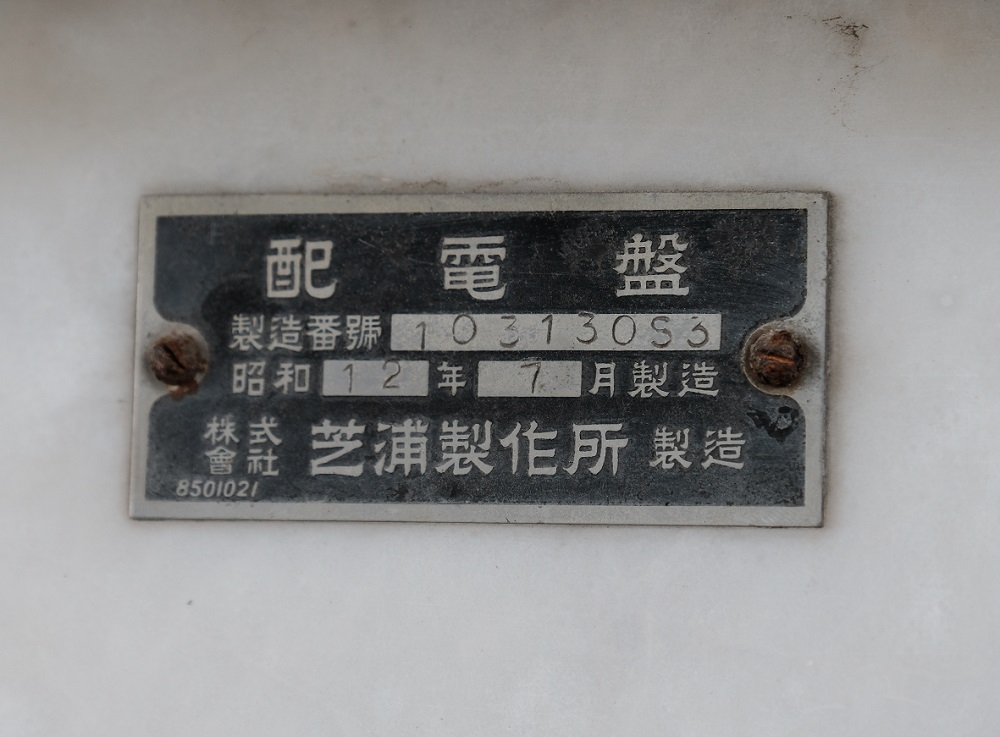 配電盤
製造番號 103130S3
昭和 12 年 7 月製造
株式會社 芝浦製作所 製造
8501021